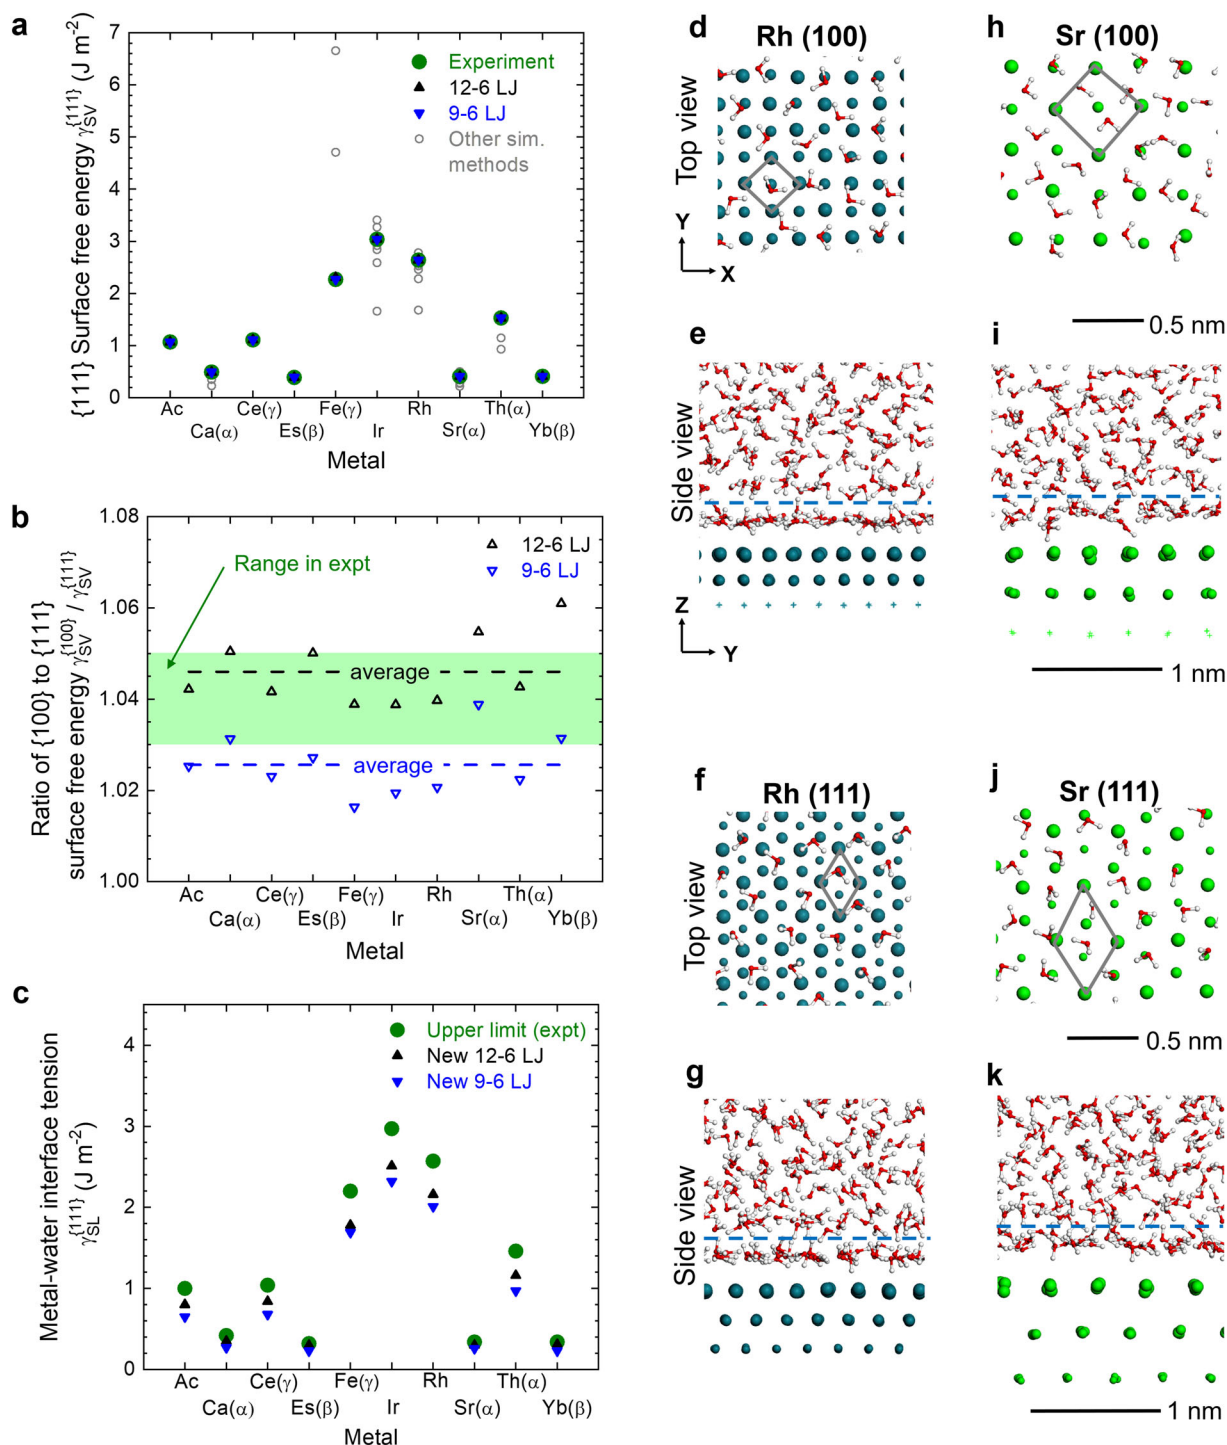 a
{111} Surface free energy γSV{111} (J m-2)
7
6
5
4
3
2
1
0
Experiment
12-6 LJ
9-6 LJ
Other sim.
methods
Ac
Ce(γ)
Fe(γ)
Rh
Th(α)
Ca(α)
Es(β)
Ir
Sr(α)
Yb(β)
Metal
b
Ratio of {100} to {111}
surface free energy γSV{100} / γSV{111}
1.08
1.06
1.04
1.02
1.00
Range in expt
12-6 LJ
9-6 LJ
average
average
Ac
Ce(γ)
Fe(γ)
Rh
Th(α)
Ca(α)
Es(β)
Ir
Sr(α)
Yb(β)
Metal
c
Metal-water interface tension
γSL{111} (J m-2)
4
3
2
1
0
Upper limit (expt)
New 12-6 LJ
New 9-6 LJ
Ac
Ce(γ)
Fe(γ)
Rh
Th(α)
Ca(α)
Es(β)
Ir
Sr(α)
Yb(β)
Metal
d
Rh (100)
Top view
Y
X
h
Sr (100)
0.5 nm
e
Side view
Z
Y
i
1 nm
f
Rh (111)
Top view
j
Sr (111)
0.5 nm
g
Side view
k
1 nm